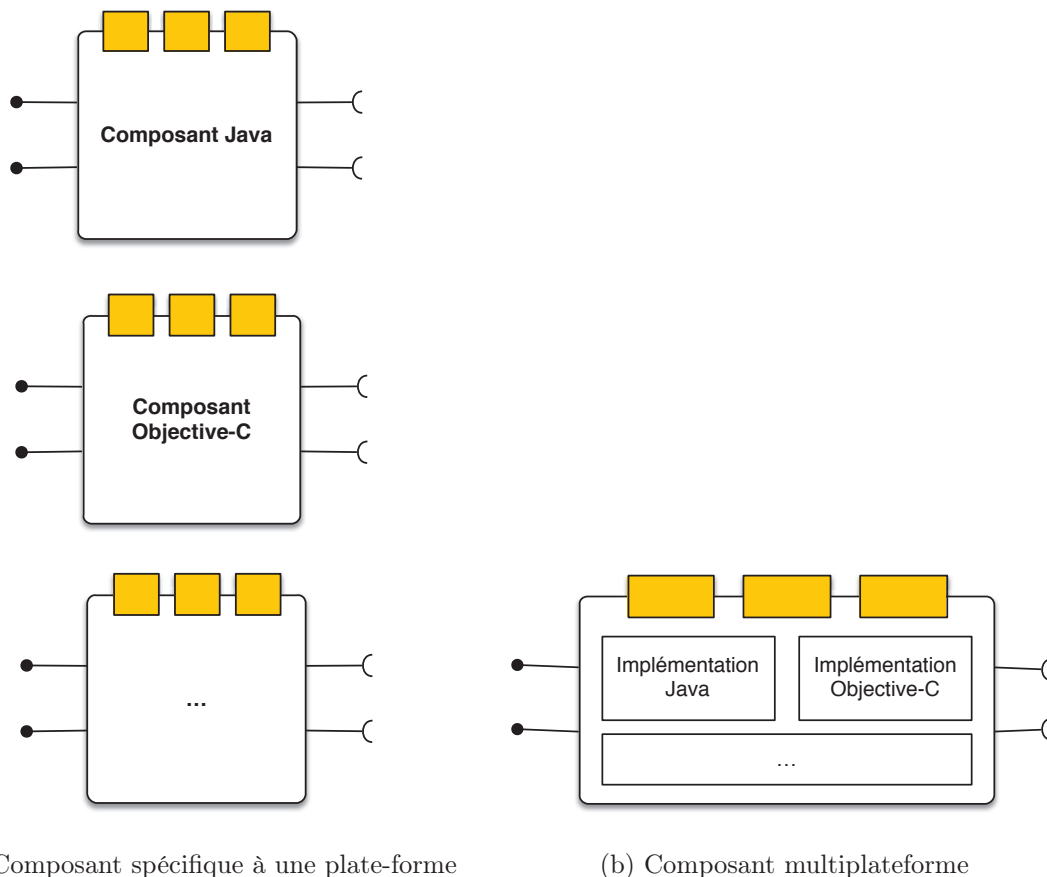 Composant Java
Composant
Objective-C
...
Implémentation
Java
Implémentation
Objective-C
...
Composant spécifique à une plate-forme
(b) Composant multiplateforme